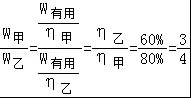 W甲/W乙 = (W有用/η甲)/(W有用/η乙) = η乙/η甲 = 60%/80% = 3/4